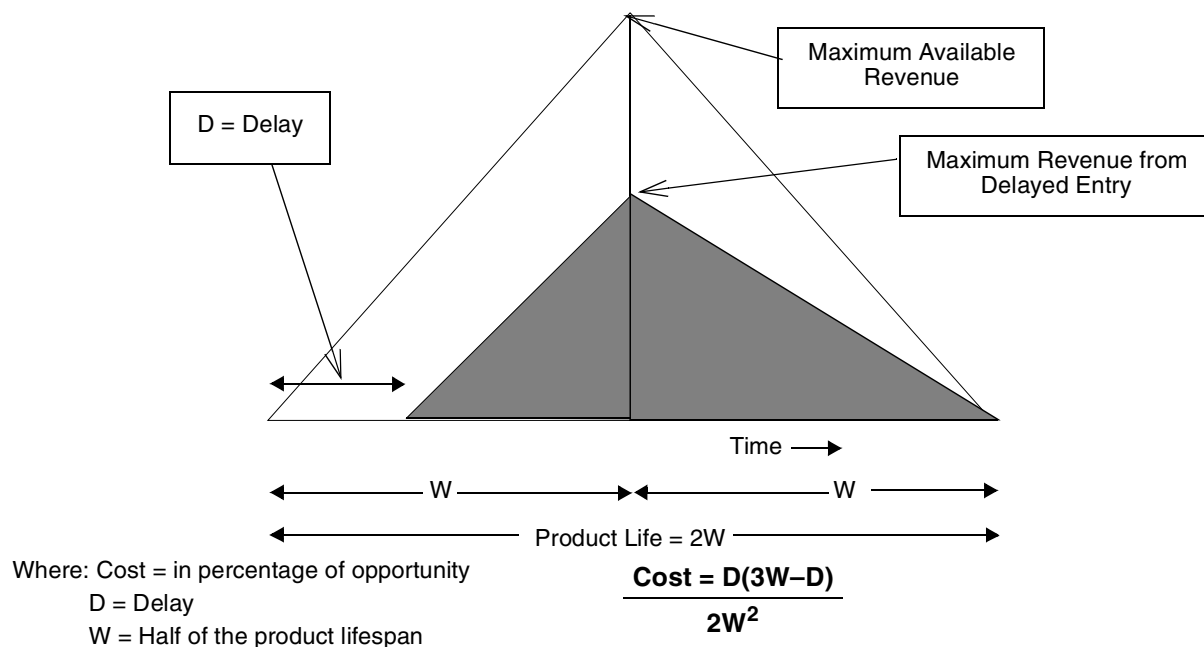 Maximum Available
Revenue
D = Delay
Maximum Revenue from
Delayed Entry
Time
W
W
Product Life = 2W
Where: Cost = in percentage of opportunity
D = Delay
W = Half of the product lifespan
Cost = D(3W–D)
2W²